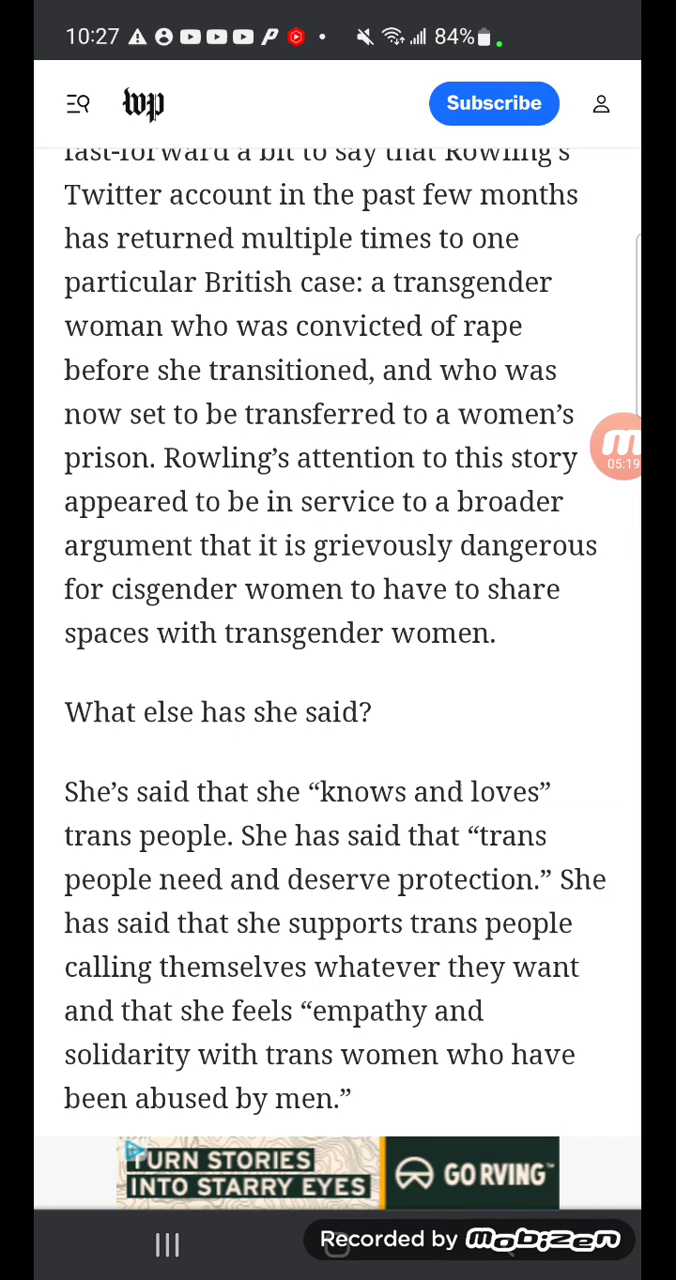 10:27
84%
wp
Subscribe
fast-forward a bit to say that Rowling's
Twitter account in the past few months
has returned multiple times to one
particular British case: a transgender
woman who was convicted of rape
before she transitioned, and who was
now set to be transferred to a women’s
prison. Rowling’s attention to this story
05:19
appeared to be in service to a broader
argument that it is grievously dangerous
for cisgender women to have to share
spaces with transgender women.
What else has she said?
She’s said that she “knows and loves”
trans people. She has said that “trans
people need and deserve protection.” She
has said that she supports trans people
calling themselves whatever they want
and that she feels “empathy and
solidarity with trans women who have
been abused by men.”
TURN STORIES
INTO STARRY EYES
GO RVING™
Recorded by mobizen